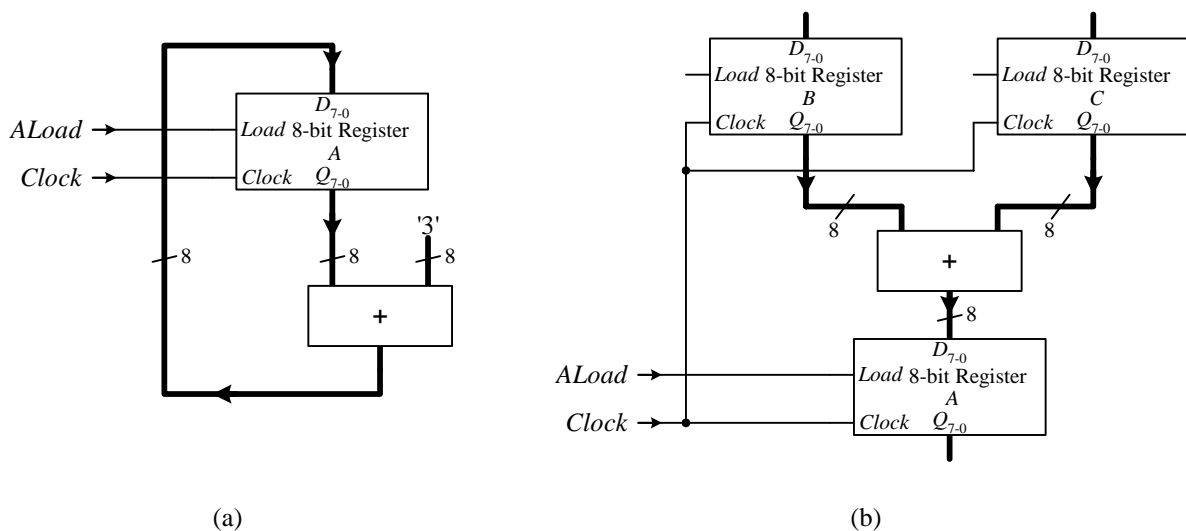 D7-0
Load 8-bit Register
A
Clock Q7-0
ALoad
Clock
'3'
8
8
8
+
(a)
D7-0
Load 8-bit Register
B
Clock Q7-0
D7-0
Load 8-bit Register
C
Clock Q7-0
8
8
+
8
D7-0
Load 8-bit Register
A
Clock Q7-0
ALoad
Clock
(b)